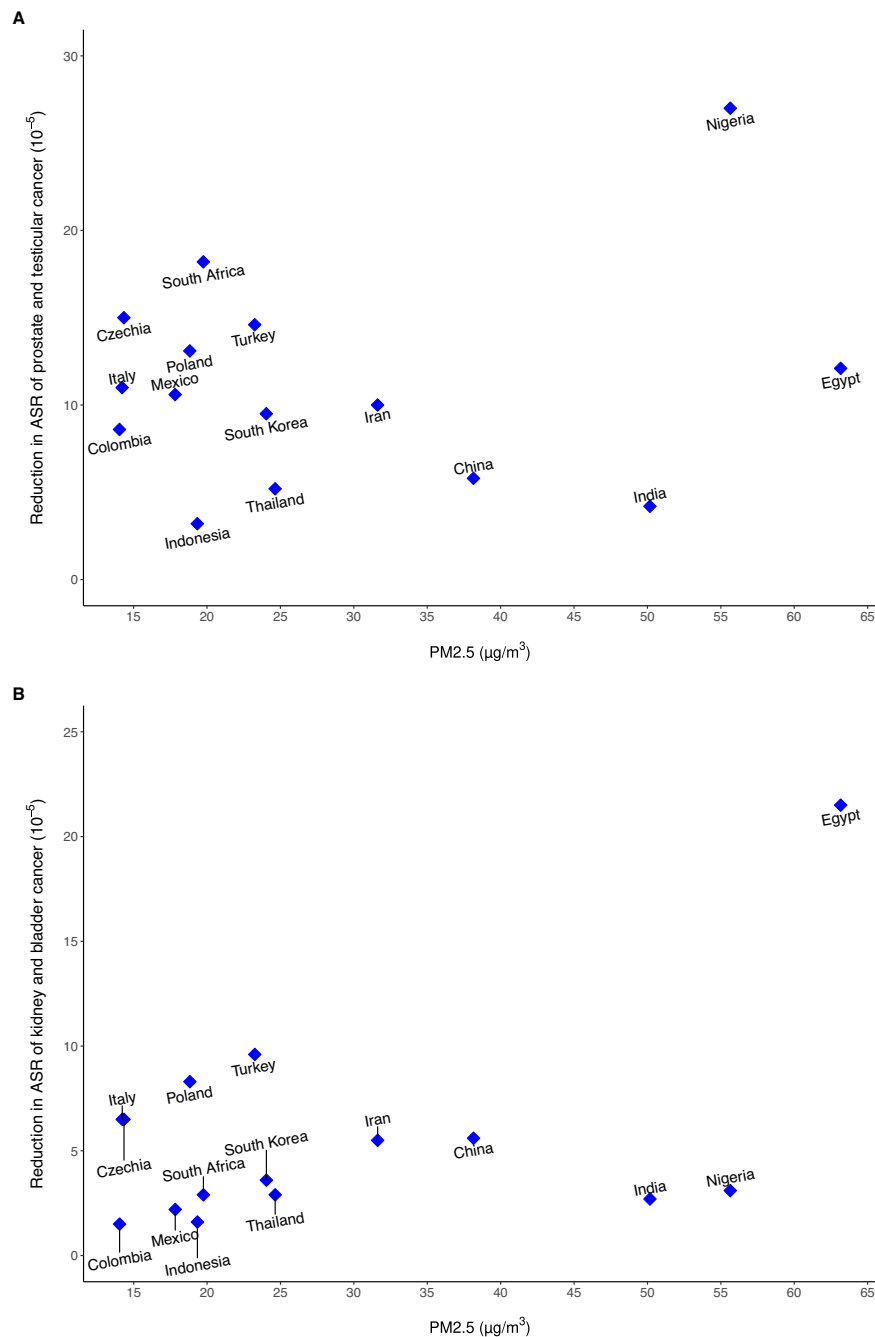 A
Reduction in ASR of prostate and testicular cancer (10⁻⁵)
30
20
10
0
Nigeria
South Africa
Czechia
Turkey
Poland
Italy
Mexico
Egypt
Colombia
South Korea
Iran
China
Thailand
India
Indonesia
15 20 25 30 35 40 45 50 55 60 65
PM2.5 (µg/m³)
B
Reduction in ASR of kidney and bladder cancer (10⁻⁵)
25
20
15
10
5
0
Egypt
Turkey
Poland
Italy
Czechia
Iran
China
South Korea
South Africa
Thailand
India
Nigeria
Mexico
Colombia
Indonesia
15 20 25 30 35 40 45 50 55 60 65
PM2.5 (µg/m³)